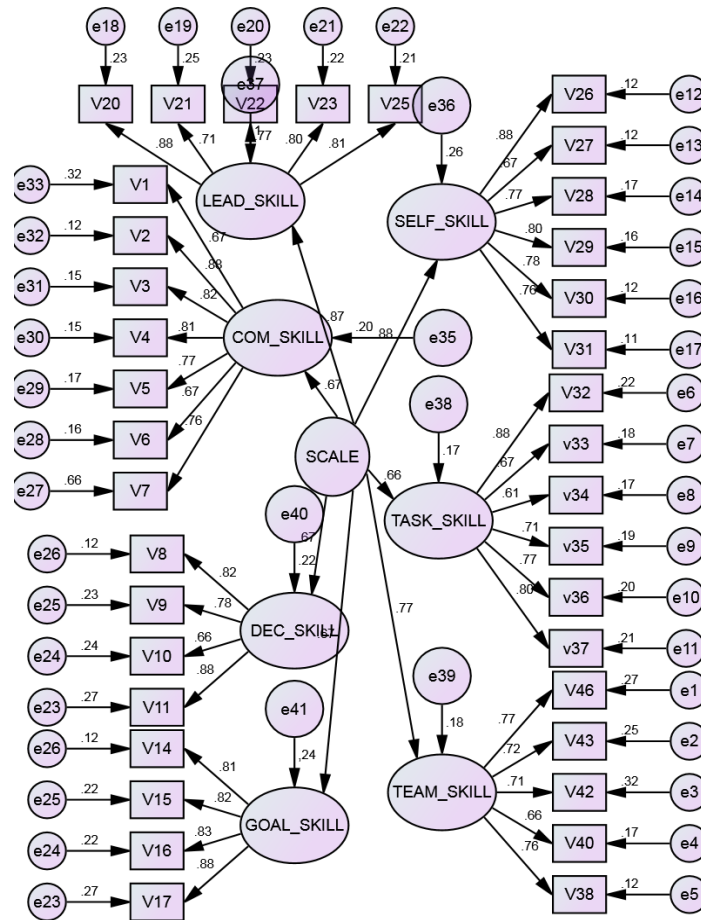 e18 e19 e20 e21 e22
.23 .25 .23 .22 .21
e37 e36
V20 V21 V22 V23 V25
.88 .71 1 .77 .80 .81
.26
LEAD_SKILL
SELF_SKILL
V26 .12 e12
.88
V27 .12 e13
.67
V28 .17 e14
.77
V29 .16 e15
.80
V30 .12 e16
.78
V31 .11 e17
.76
e33 .32 V1
.67
e32 .12 V2
.88
e31 .15 V3
.82
e30 .15 V4
.81
e29 .17 V5
.77
e28 .16 V6
.67
e27 .66 V7
.76
COM_SKILL
.20 e35
.87 .88
.67
SCALE
.66
e38
.17
TASK_SKILL
V32 .22 e6
.88
v33 .18 e7
.67
v34 .17 e8
.61
v35 .19 e9
.71
v36 .20 e10
.77
v37 .21 e11
.80
e40
.67
.22
e26 .12 V8
.82
e25 .23 V9
.78
e24 .24 V10
.66
e23 .27 V11
.88
DEC_SKILL
.67
.77
e41
,24
e26 .12 V14
.81
e25 .22 V15
.82
e24 .22 V16
.83
e23 .27 V17
.88
GOAL_SKILL
e39
.18
TEAM_SKILL
V46 .27 e1
.77
V43 .25 e2
.72
V42 .32 e3
.71
V40 .17 e4
.66
V38 .12 e5
.76